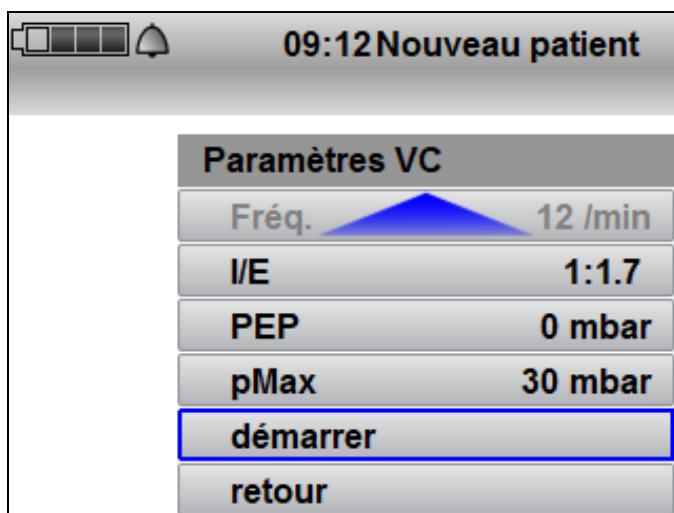 09:12 Nouveau patient
Paramètres VC
Fréq. 12 /min
I/E 1:1.7
PEP 0 mbar
pMax 30 mbar
démarrer
retour